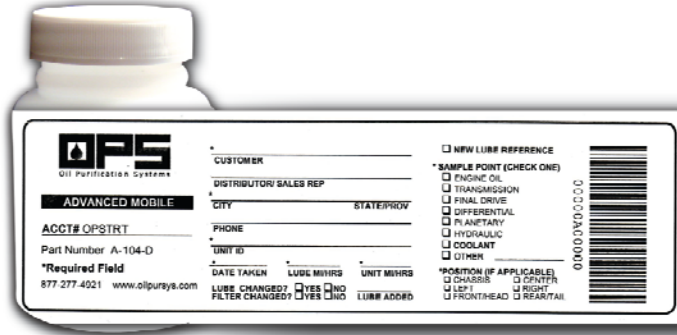 OPS
Oil Purification Systems
ADVANCED MOBILE
ACCT# OPSTRT
Part Number A-104-D
*Required Field
877-277-4921 www.oilpursys.com
*
CUSTOMER
DISTRIBUTOR/ SALES REP
*
CITY STATE/PROV
PHONE
*
UNIT ID
* * *
DATE TAKEN LUBE MI/HRS UNIT MI/HRS
LUBE CHANGED? ☐YES ☐NO
FILTER CHANGED? ☐YES ☐NO LUBE ADDED
☐ NEW LUBE REFERENCE
* SAMPLE POINT (CHECK ONE)
☐ ENGINE OIL
☐ TRANSMISSION
☐ FINAL DRIVE
☐ DIFFERENTIAL
☐ PLANETARY
☐ HYDRAULIC
☐ COOLANT
☐ OTHER
*POSITION (IF APPLICABLE)
☐ CHASSIS ☐ CENTER
☐ LEFT ☐ RIGHT
☐ FRONT/HEAD ☐ REAR/TAIL